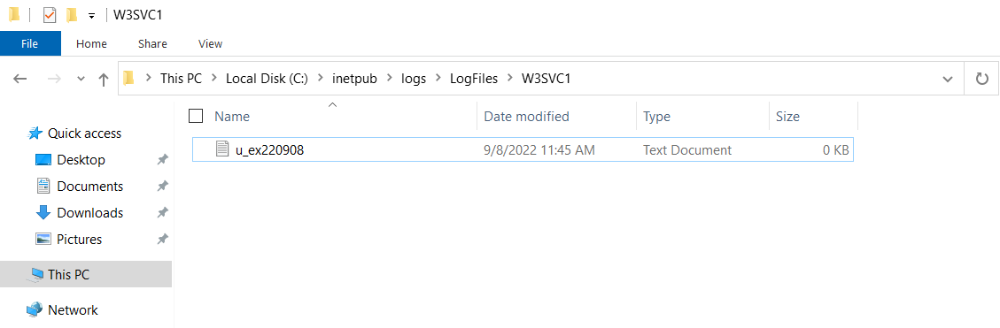 W3SVC1
File Home Share View
This PC Local Disk (C:) inetpub logs LogFiles W3SVC1
Name Date modified Type Size
u_ex220908 9/8/2022 11:45 AM Text Document 0 KB
Quick access
Desktop
Documents
Downloads
Pictures
This PC
Network